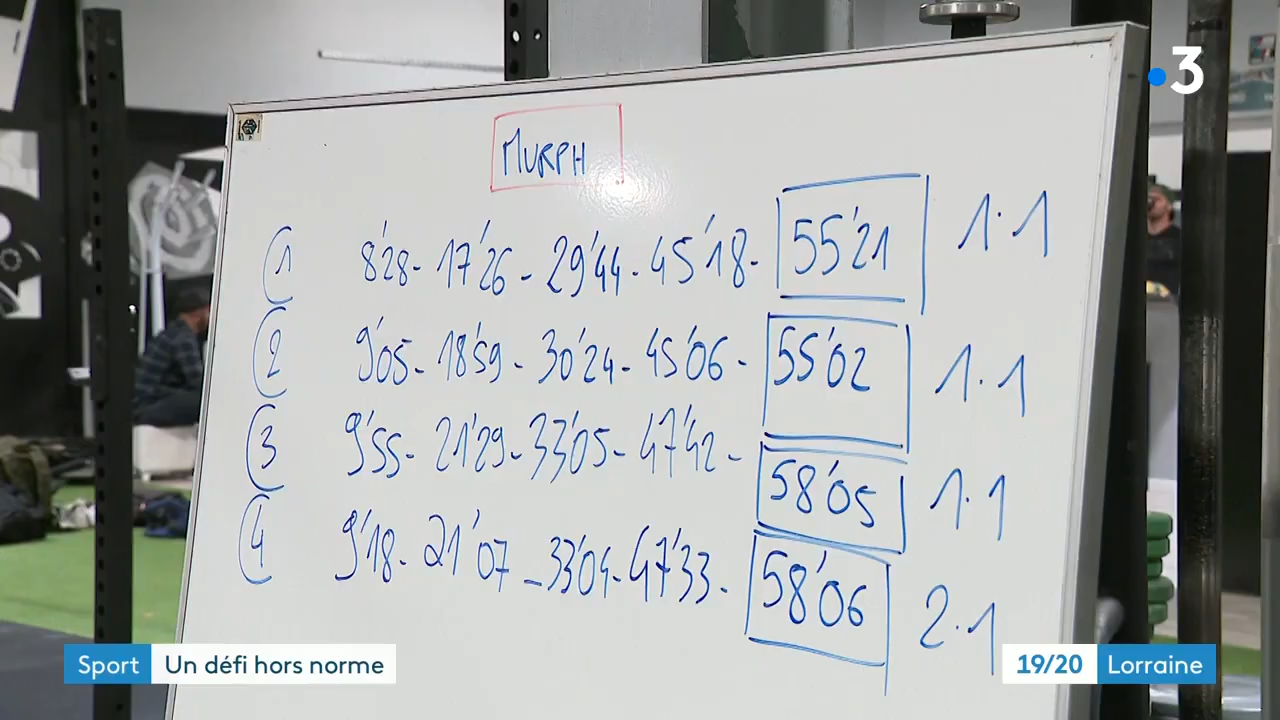 3
MURPH
1 8'28 - 17'26 - 29'44 - 45'18 - 55'21 1.1
2 9'05 - 18'59 - 30'24 - 45'06 - 55'02 1.1
3 9'55 - 21'29 - 33'05 - 47'42 - 58'05 1.1
4 9'18 - 21'07 - 33'04 - 47'33 - 58'06 2.1
Sport Un défi hors norme
19/20 Lorraine